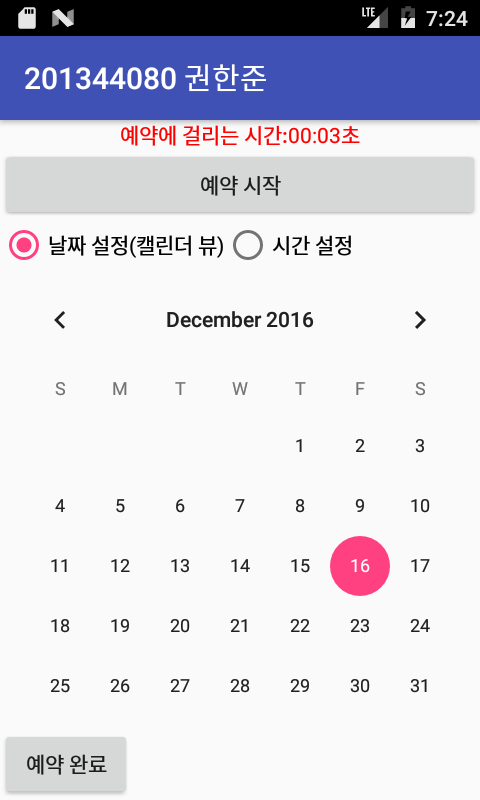 LTE 7:24
201344080 권한준
예약에 걸리는 시간:00:03초
예약 시작
날짜 설정(캘린더 뷰) 시간 설정
December 2016
S M T W T F S
1 2 3
4 5 6 7 8 9 10
11 12 13 14 15 16 17
18 19 20 21 22 23 24
25 26 27 28 29 30 31
예약 완료